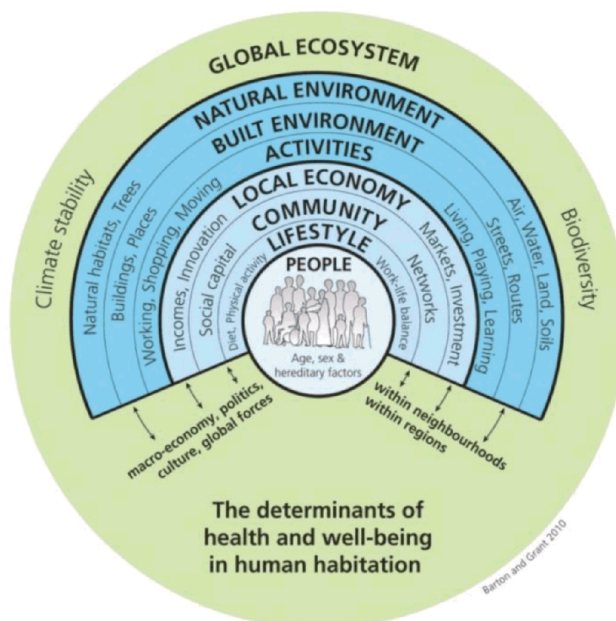 GLOBAL ECOSYSTEM
NATURAL ENVIRONMENT
BUILT ENVIRONMENT
ACTIVITIES
LOCAL ECONOMY
COMMUNITY
LIFESTYLE
PEOPLE
Age, sex &
hereditary factors
Climate stability
Natural habitats, Trees
Buildings, Places
Working, Shopping, Moving
Incomes, Innovation
Social capital
Diet, Physical activity
Work-life balance
Networks
Markets, Investment
Living, Playing, Learning
Streets, Routes
Air, Water, Land, Soils
Biodiversity
macro-economy, politics,
culture, global forces
within neighbourhoods
within regions
The determinants of
health and well-being
in human habitation
Barton and Grant 2010